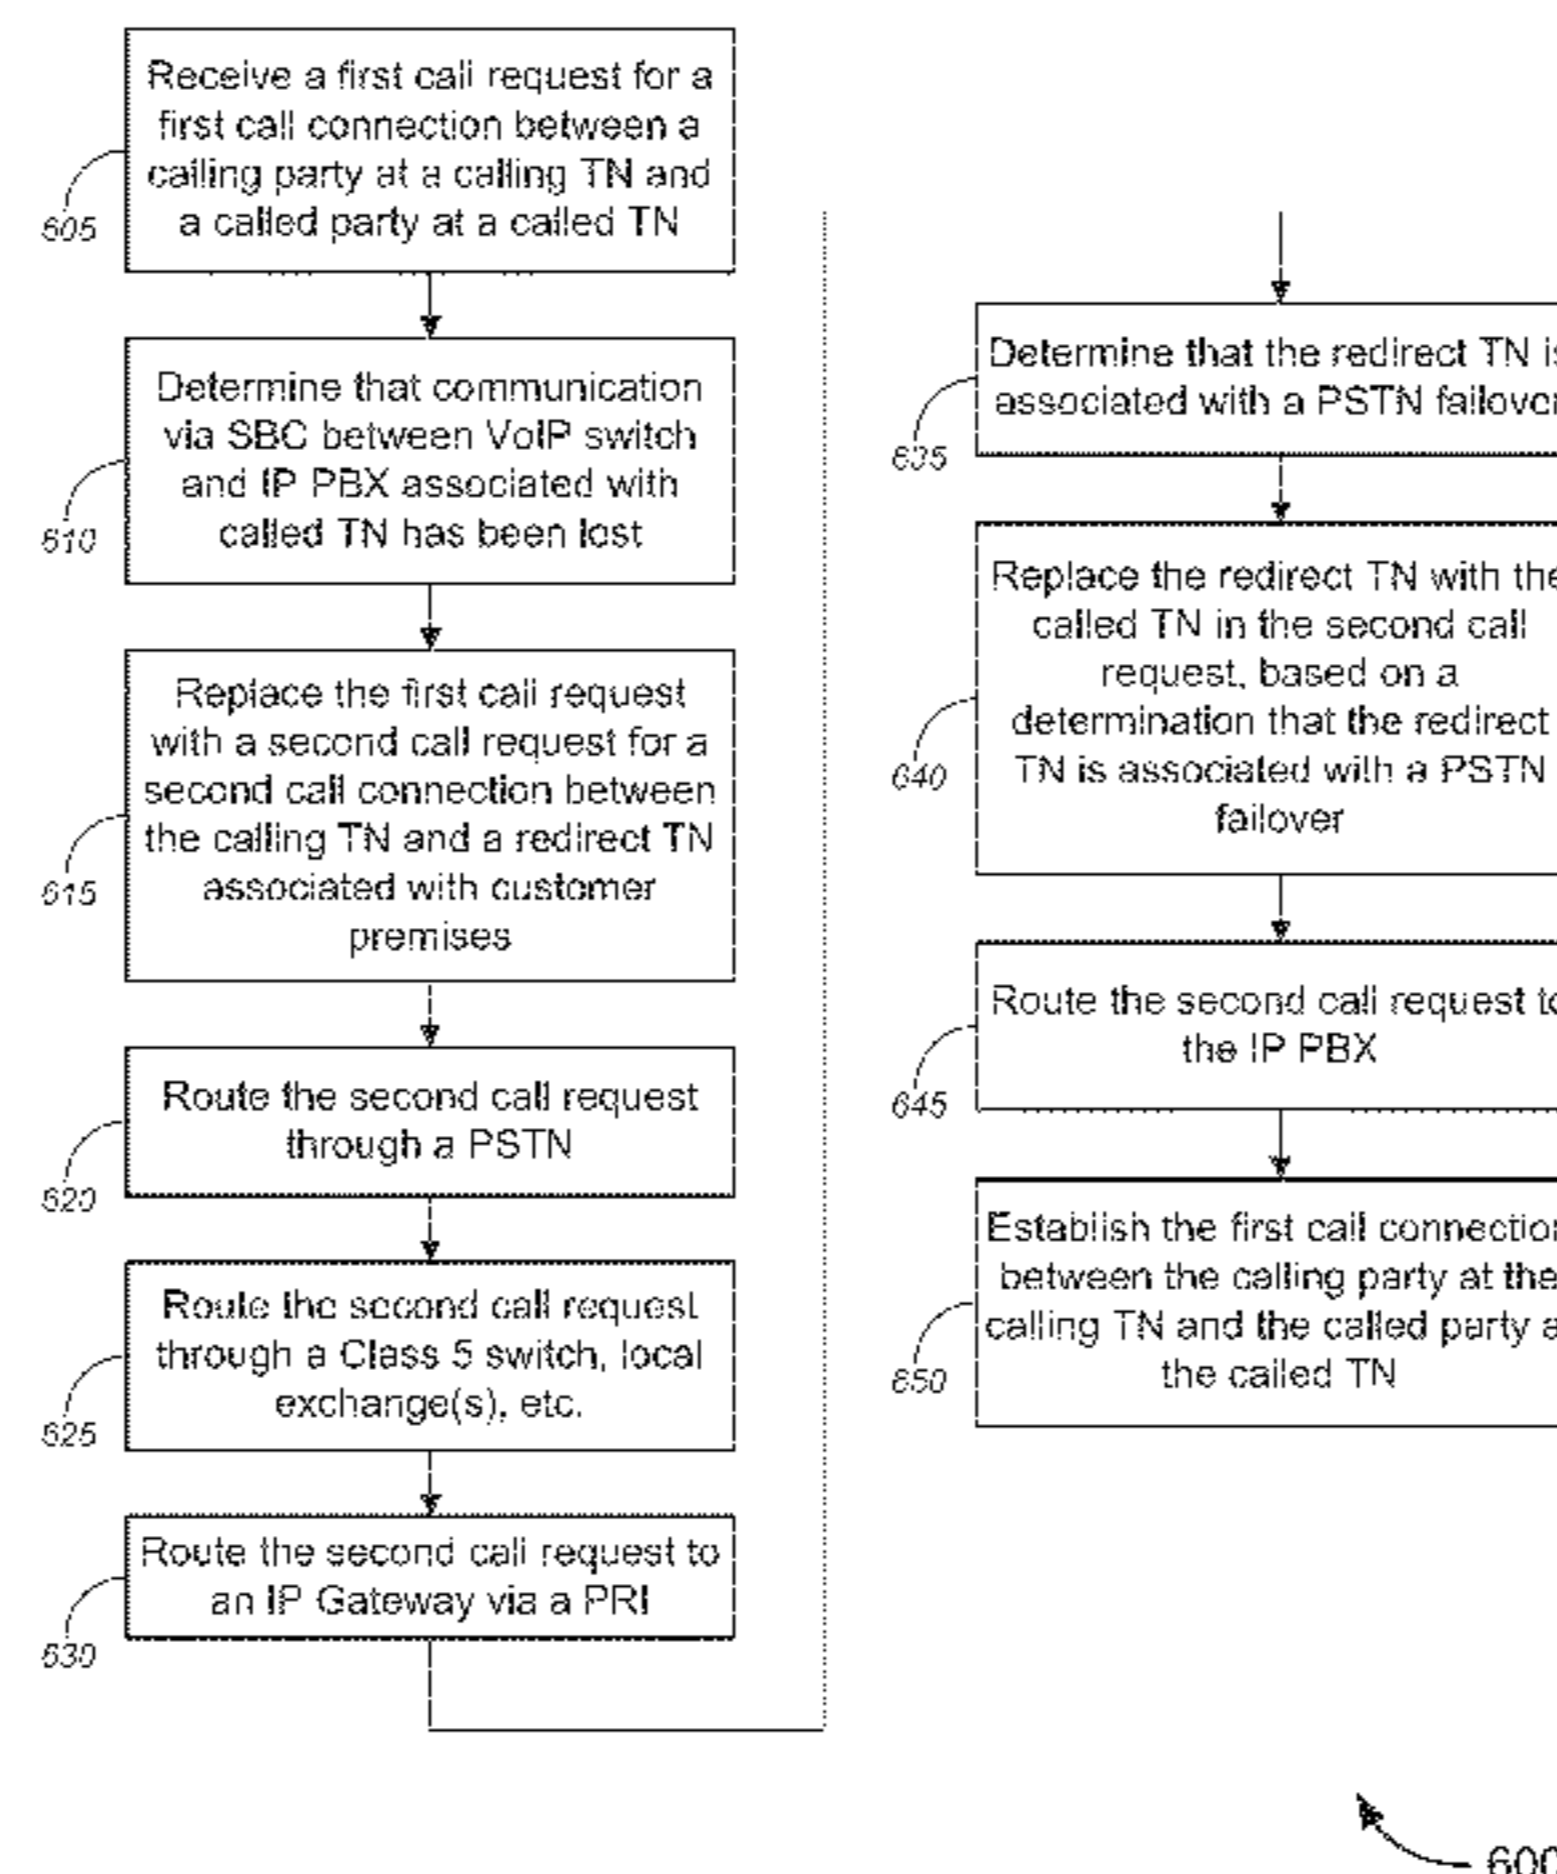 Receive a first call request for a
first call connection between a
calling party at a calling TN and
a called party at a called TN
605
Determine that communication
via SBC between VoIP switch
and IP PBX associated with
called TN has been lost
610
Replace the first call request
with a second call request for a
second call connection between
the calling TN and a redirect TN
associated with customer
premises
615
Route the second call request
through a PSTN
620
Route the second call request
through a Class 5 switch, local
exchange(s), etc.
625
Route the second call request to
an IP Gateway via a PRI
630
Determine that the redirect TN is
associated with a PSTN failover
635
Replace the redirect TN with the
called TN in the second call
request, based on a
determination that the redirect
TN is associated with a PSTN
failover
640
Route the second call request to
the IP PBX
645
Establish the first call connection
between the calling party at the
calling TN and the called party a
the called TN
650
600